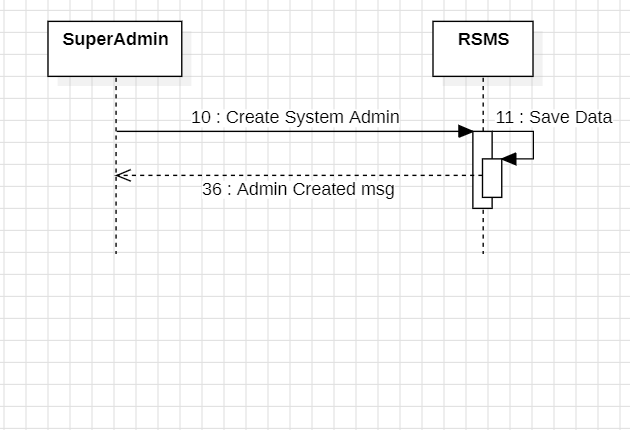 SuperAdmin
RSMS
10 : Create System Admin
11 : Save Data
36 : Admin Created msg